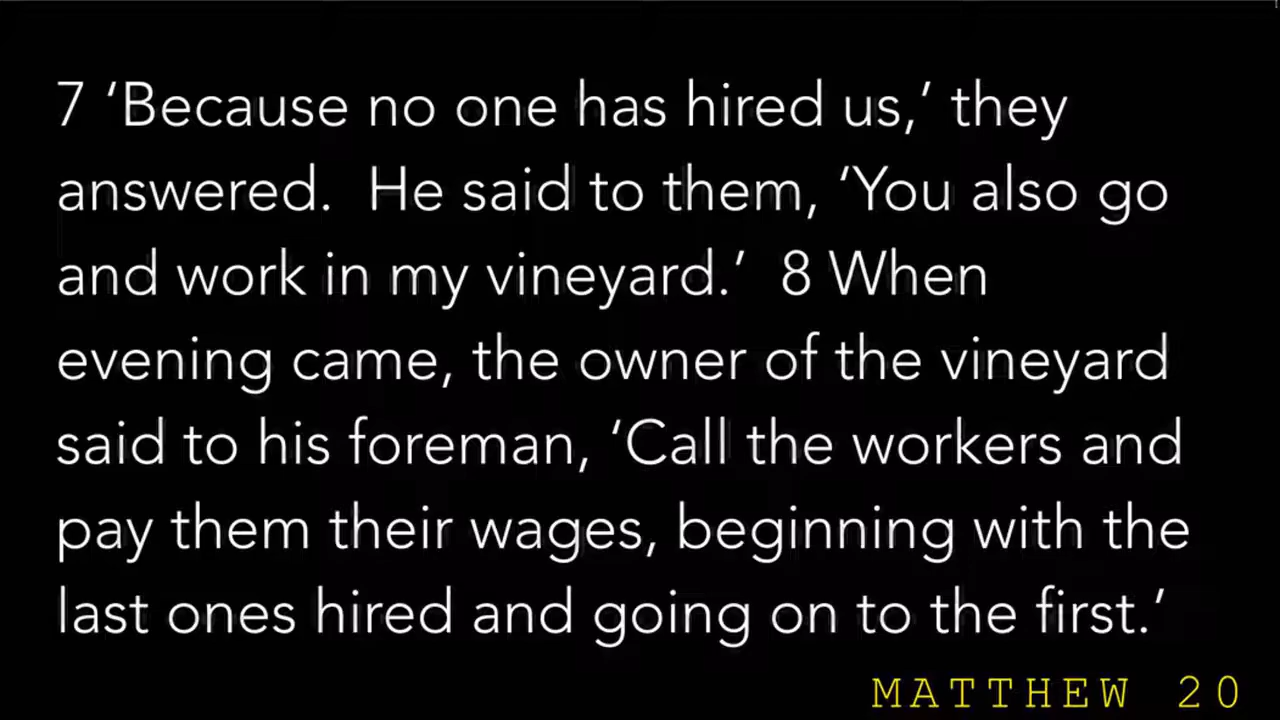 7 ‘Because no one has hired us,’ they
answered.  He said to them, ‘You also go
and work in my vineyard.’  8 When
evening came, the owner of the vineyard
said to his foreman, ‘Call the workers and
pay them their wages, beginning with the
last ones hired and going on to the first.’
MATTHEW 20